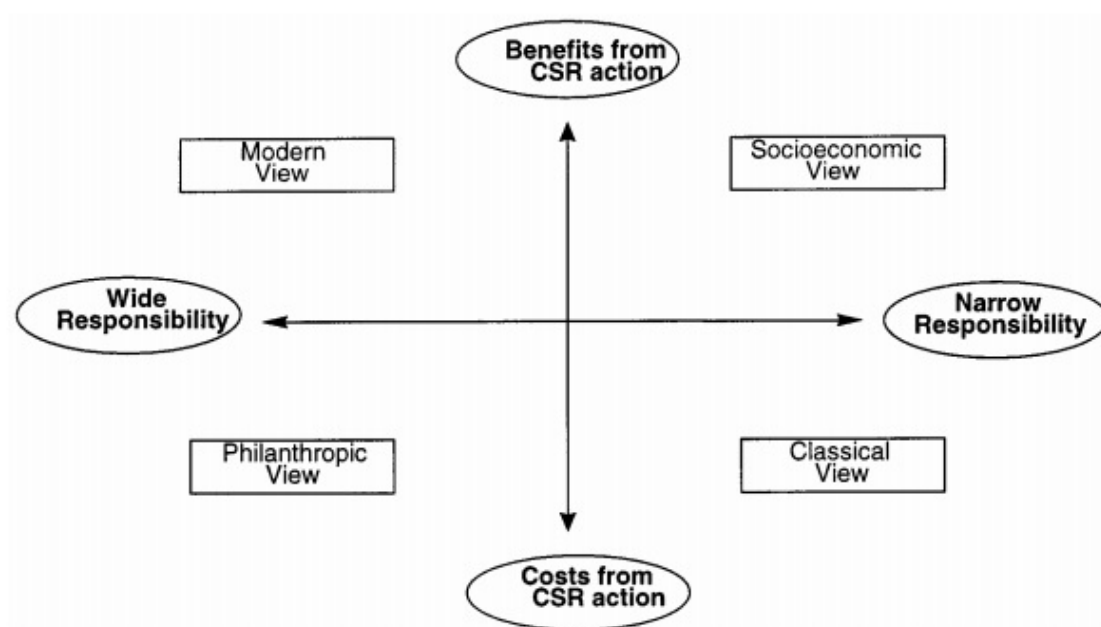 Benefits from
CSR action
Modern
View
Socioeconomic
View
Wide
Responsibility
Narrow
Responsibility
Philanthropic
View
Classical
View
Costs from
CSR action